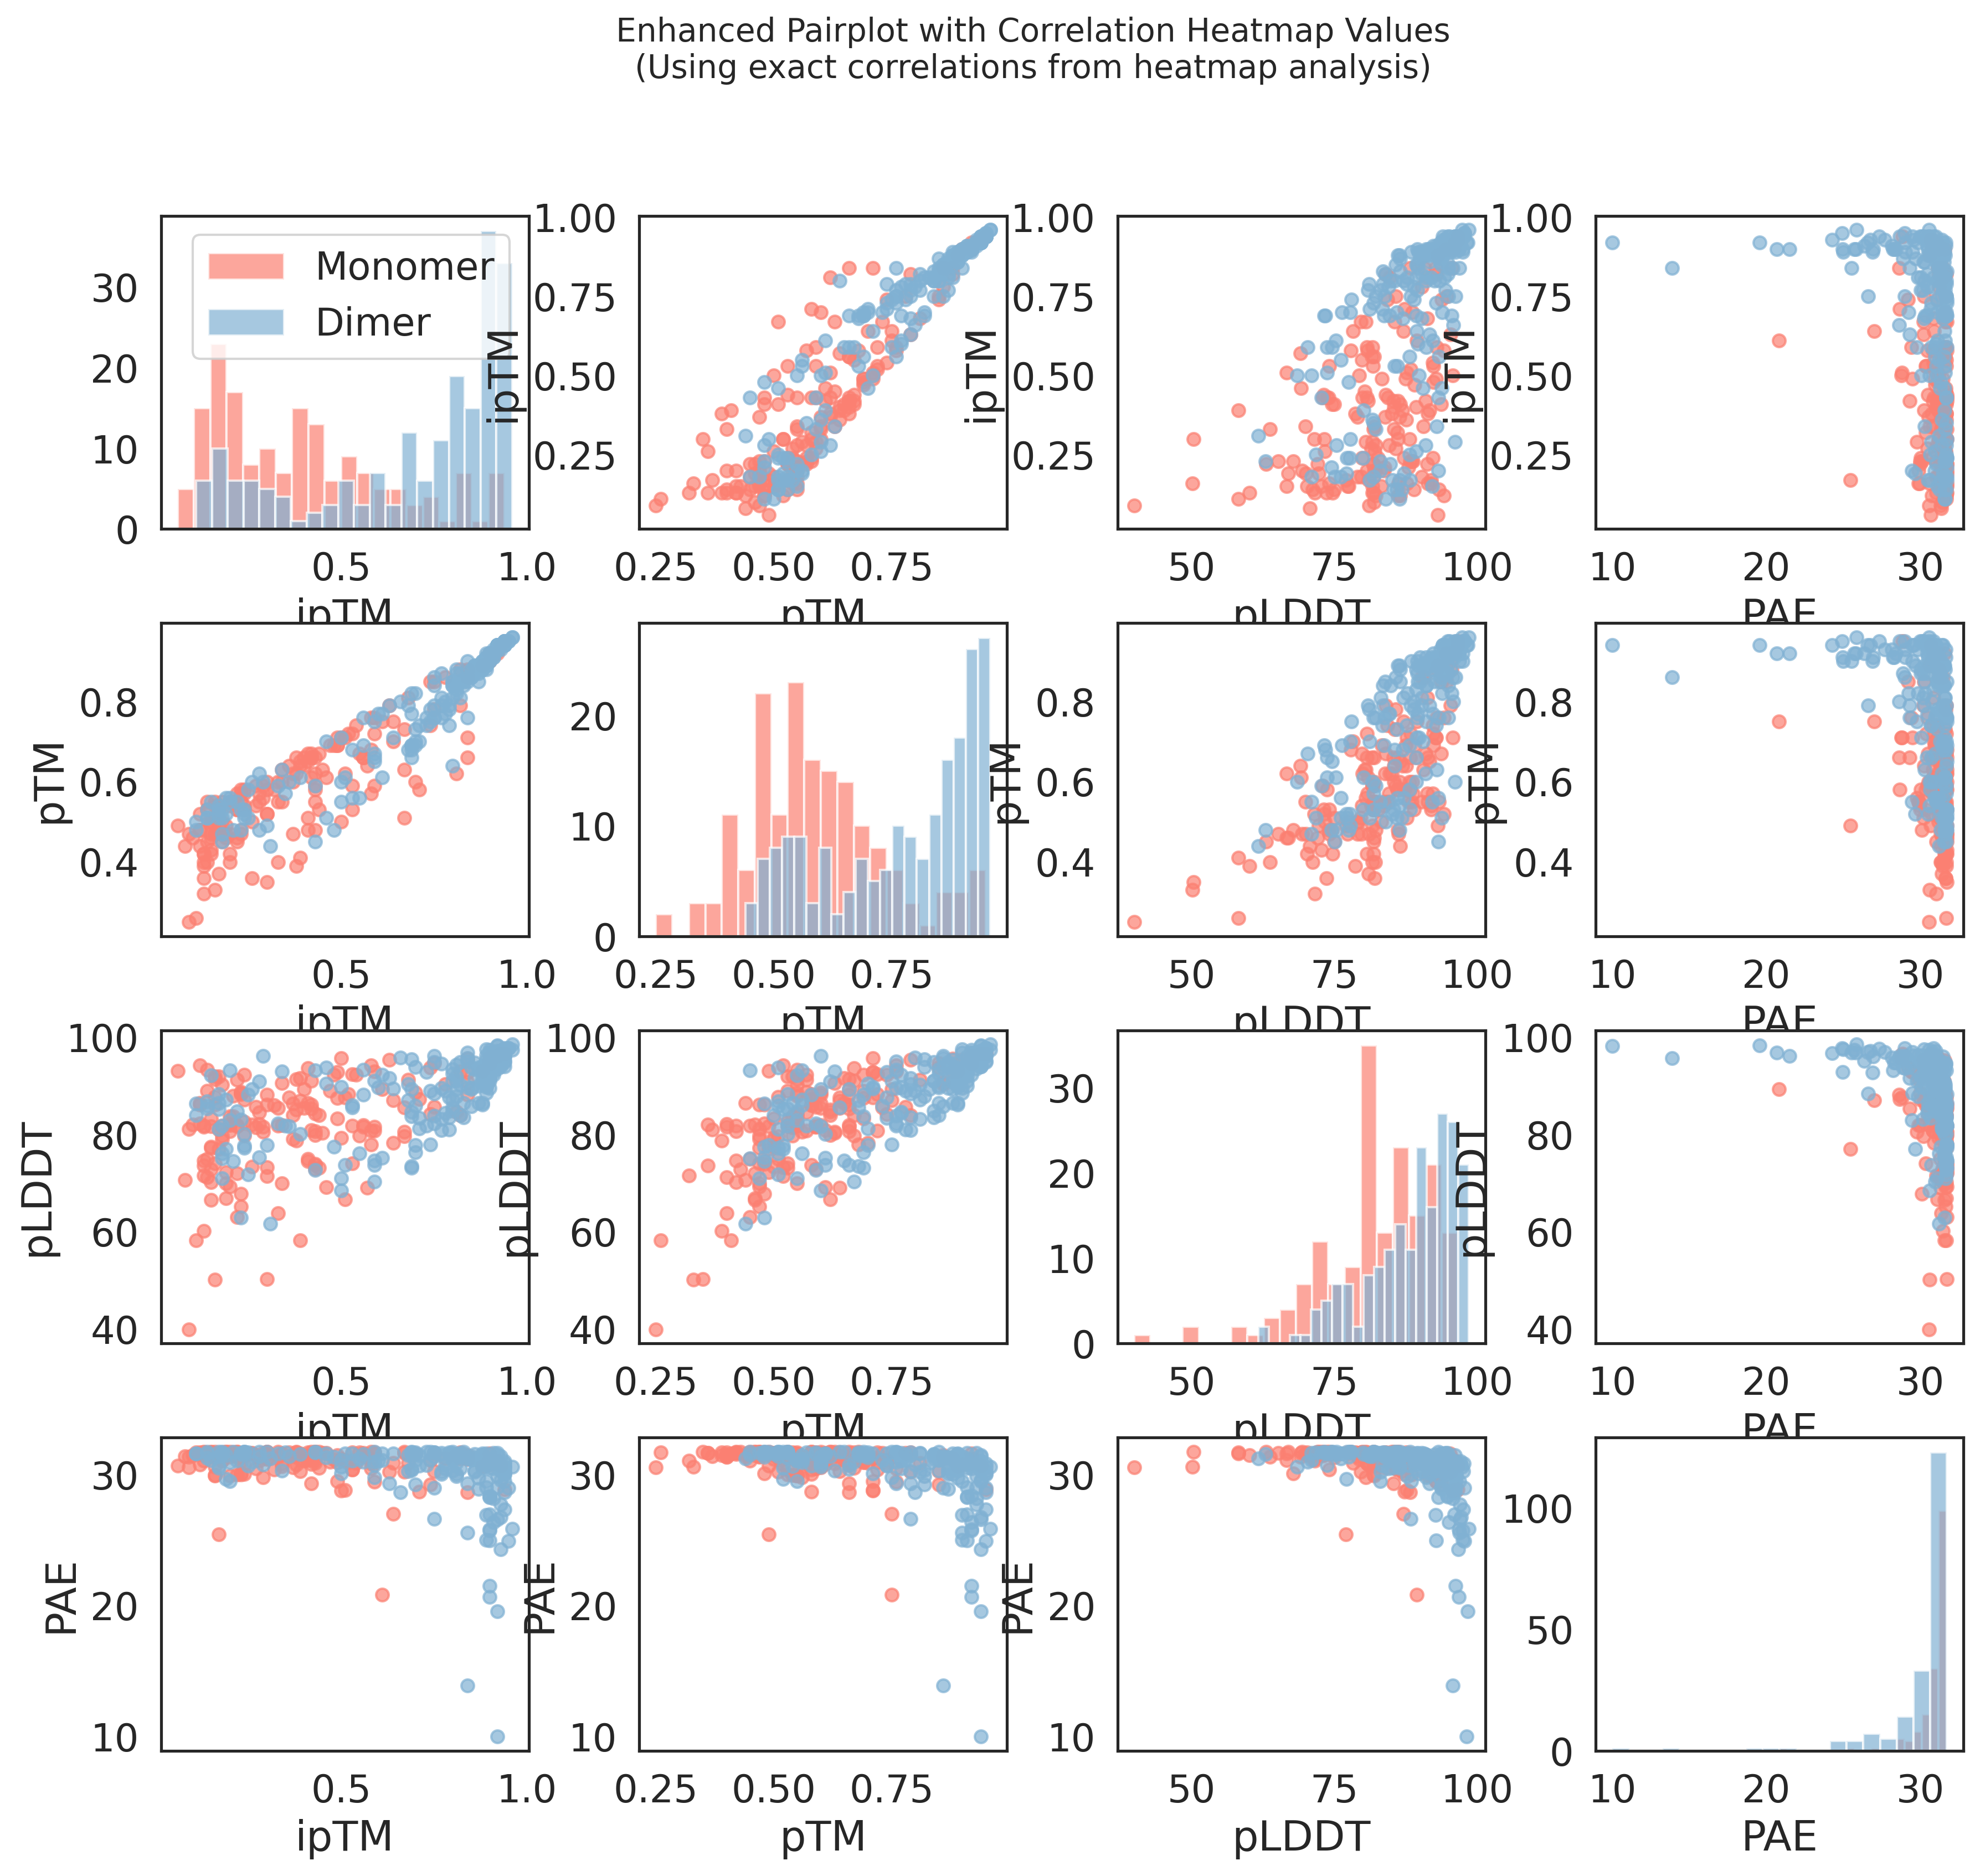 Enhanced Pairplot with Correlation Heatmap Values
(Using exact correlations from heatmap analysis)
Monomer
Dimer
30
20
10
0
0.5 1.0
ipTM
ipTM
1.00
0.75
0.50
0.25
0.25 0.50 0.75
pTM
ipTM
1.00
0.75
0.50
0.25
50 75 100
pLDDT
ipTM
1.00
0.75
0.50
0.25
10 20 30
PAE
pTM
0.8
0.6
0.4
0.5 1.0
ipTM
20
10
0
0.25 0.50 0.75
pTM
pTM
0.8
0.6
0.4
50 75 100
pLDDT
pTM
0.8
0.6
0.4
10 20 30
PAE
pLDDT
100
80
60
40
0.5 1.0
ipTM
pLDDT
100
80
60
40
0.25 0.50 0.75
pTM
30
20
10
0
50 75 100
pLDDT
pLDDT
100
80
60
40
10 20 30
PAE
PAE
30
20
10
0.5 1.0
ipTM
PAE
30
20
10
0.25 0.50 0.75
pTM
PAE
30
20
10
50 75 100
pLDDT
100
50
0
10 20 30
PAE